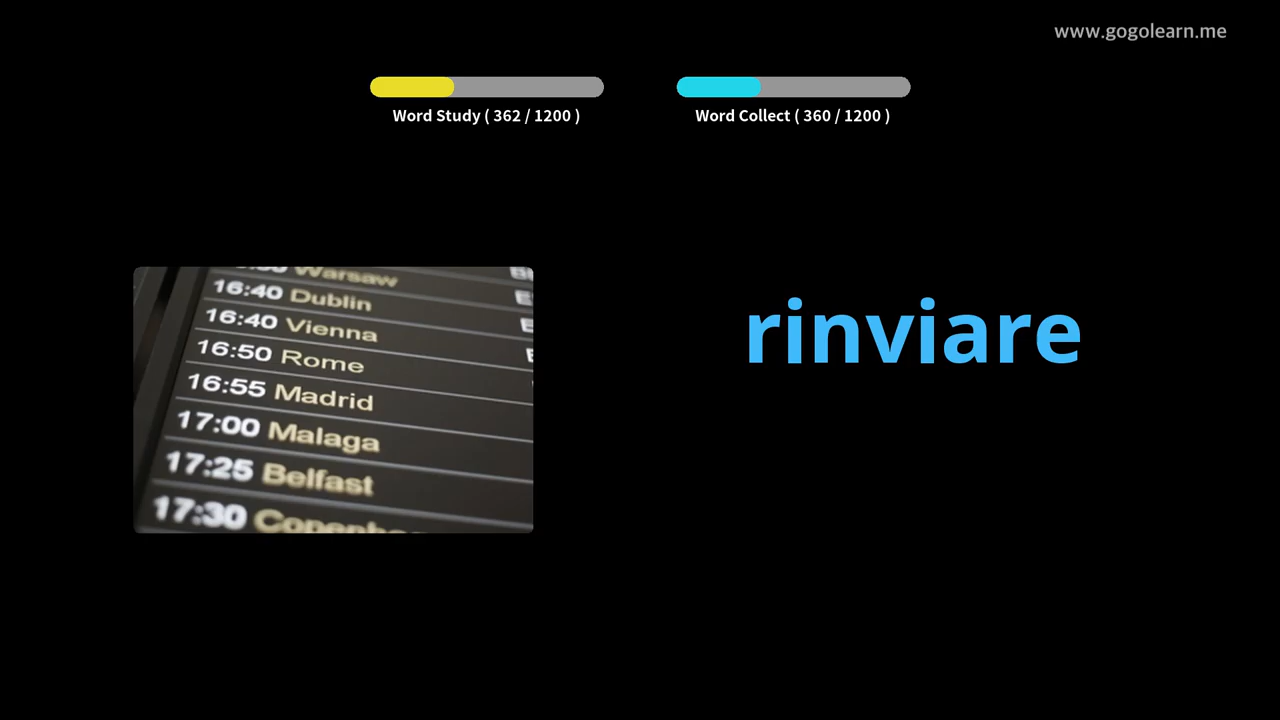 www.gogolearn.me
Word Study ( 362 / 1200 )
Word Collect ( 360 / 1200 )
rinviare
Warsaw
16:40 Dublin
16:40 Vienna
16:50 Rome
16:55 Madrid
17:00 Malaga
17:25 Belfast
17:30